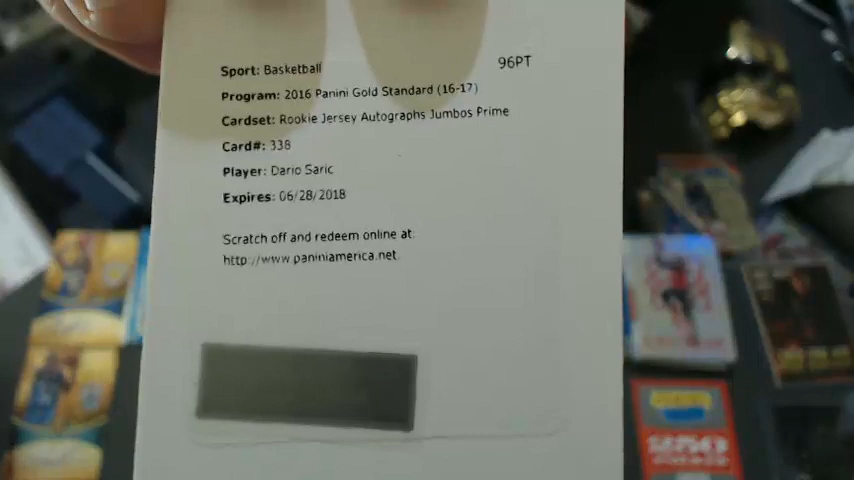 Sport: Basketball
96PT
Program: 2016 Panini Gold Standard (16-17)
Cardset: Rookie Jersey Autographs Jumbos Prime
Card#: 338
Player: Dario Saric
Expires: 06/28/2018
Scratch off and redeem online at:
http://www.paniniamerica.net.
PANINI